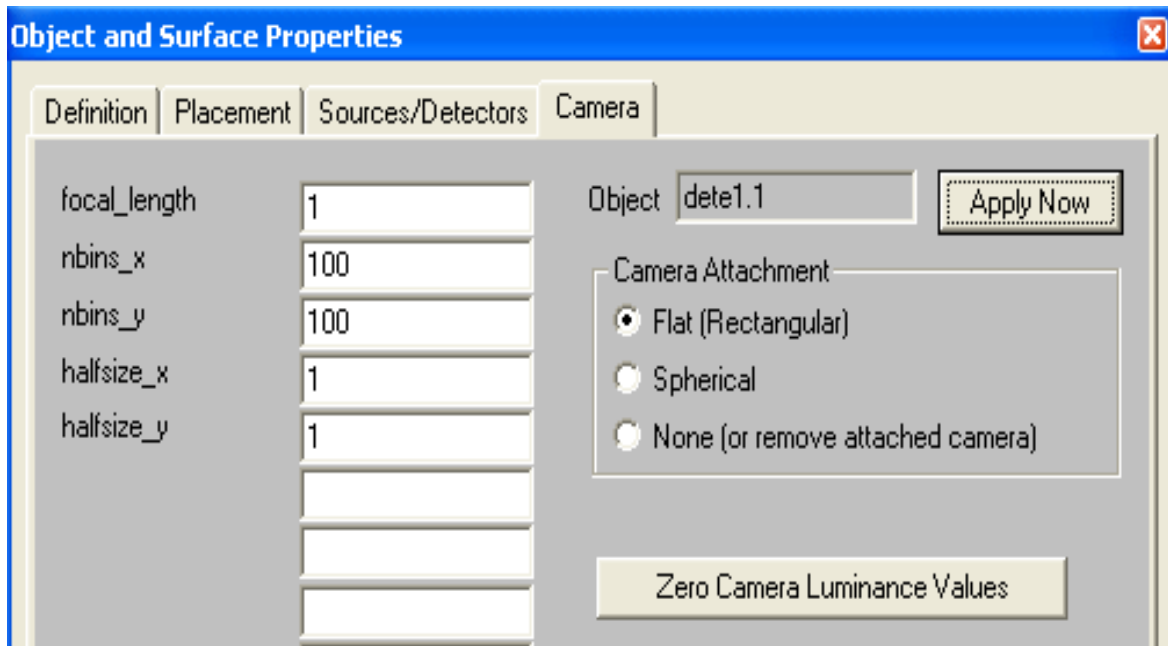 Object and Surface Properties
Definition Placement Sources/Detectors Camera
focal_length 1 Object dete1.1 Apply Now
nbins_x 100 Camera Attachment
nbins_y 100 Flat (Rectangular)
halfsize_x 1 Spherical
halfsize_y 1 None (or remove attached camera)
Zero Camera Luminance Values